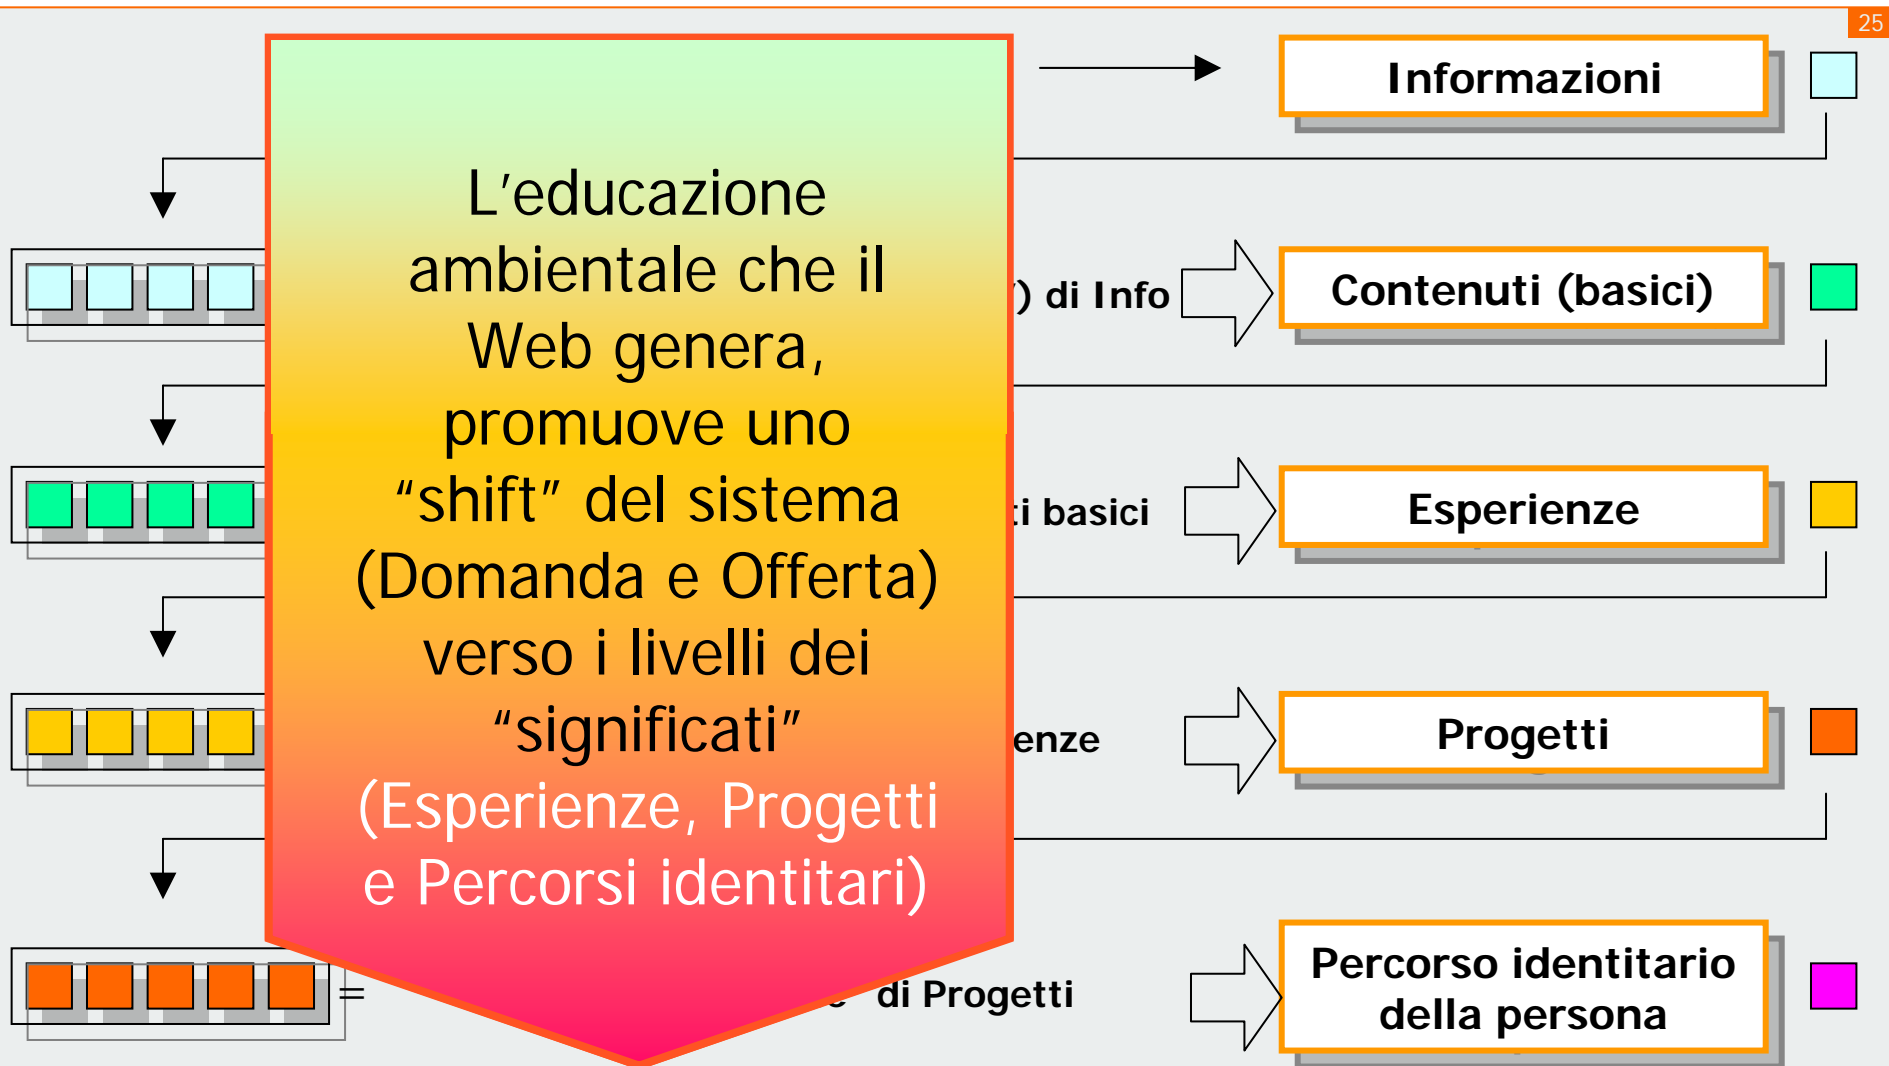 25
Informazioni
L’educazione
ambientale che il
Web genera,
promuove uno
“shift” del sistema
(Domanda e Offerta)
verso i livelli dei
“significati”
(Esperienze, Progetti
e Percorsi identitari)
) di Info
Contenuti (basici)
basici
Esperienze
Progetti
=
di Progetti
Percorso identitario
della persona